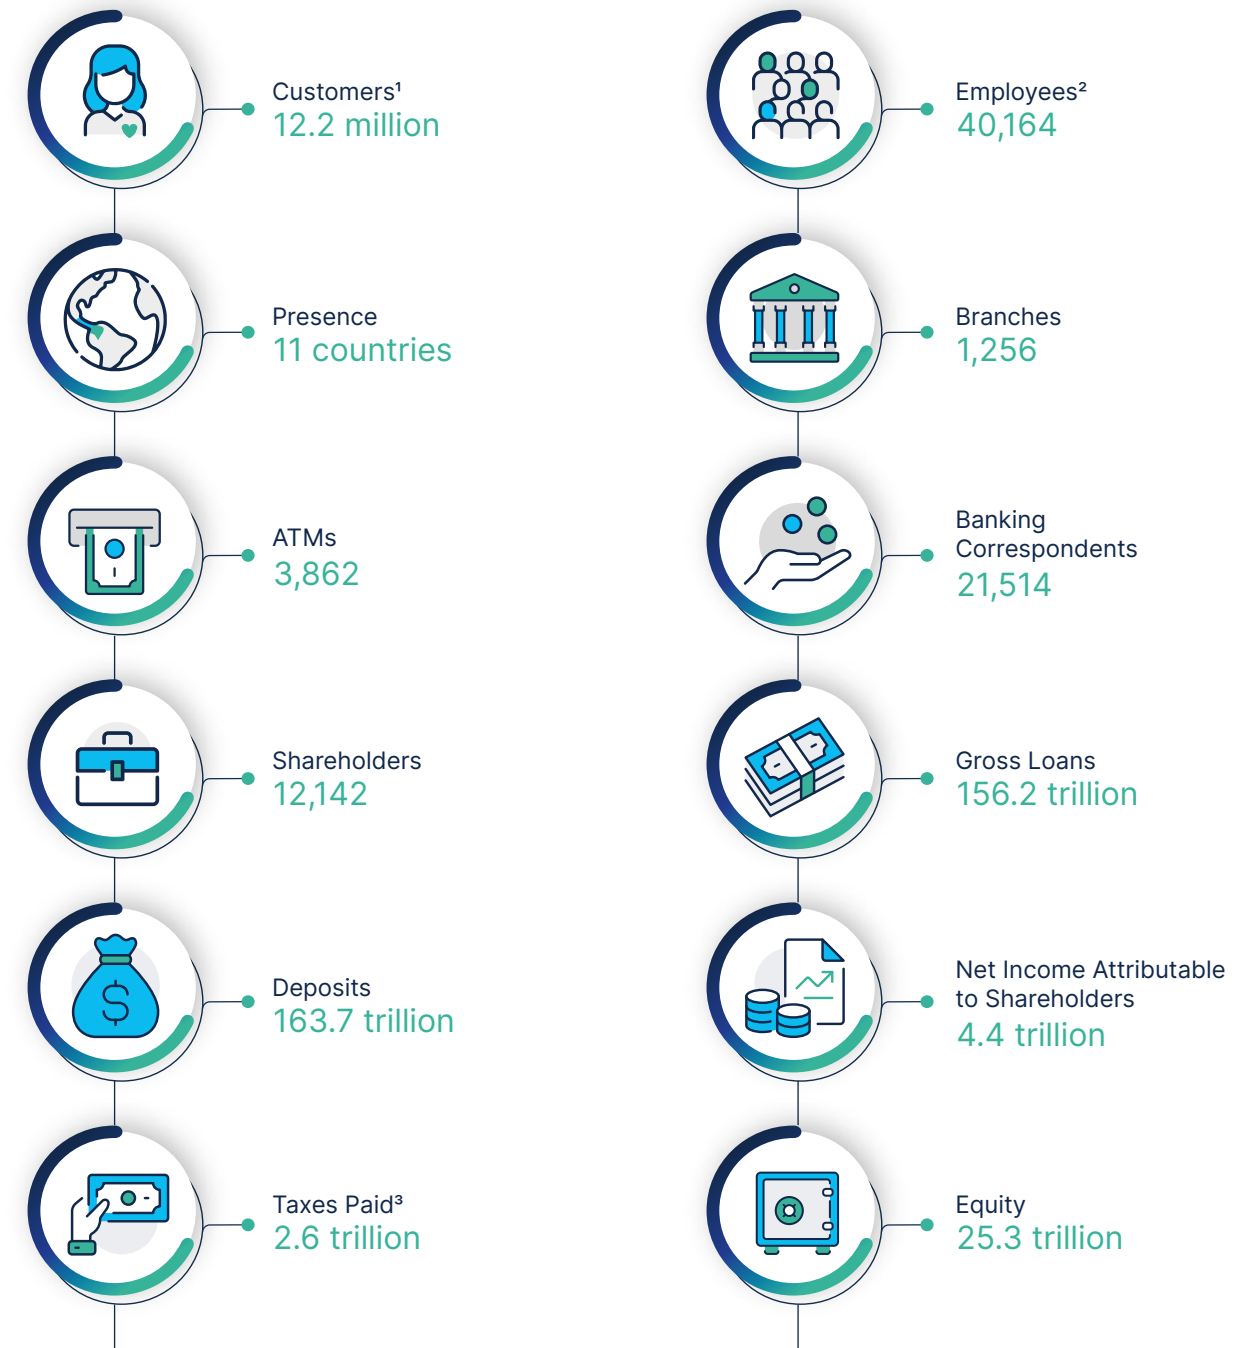 Customers¹
12.2 million
Employees²
40,164
Presence
11 countries
Branches
1,256
ATMs
3,862
Banking
Correspondents
21,514
Shareholders
12,142
Gross Loans
156.2 trillion
$
Deposits
163.7 trillion
Net Income Attributable
to Shareholders
4.4 trillion
Taxes Paid³
2.6 trillion
Equity
25.3 trillion